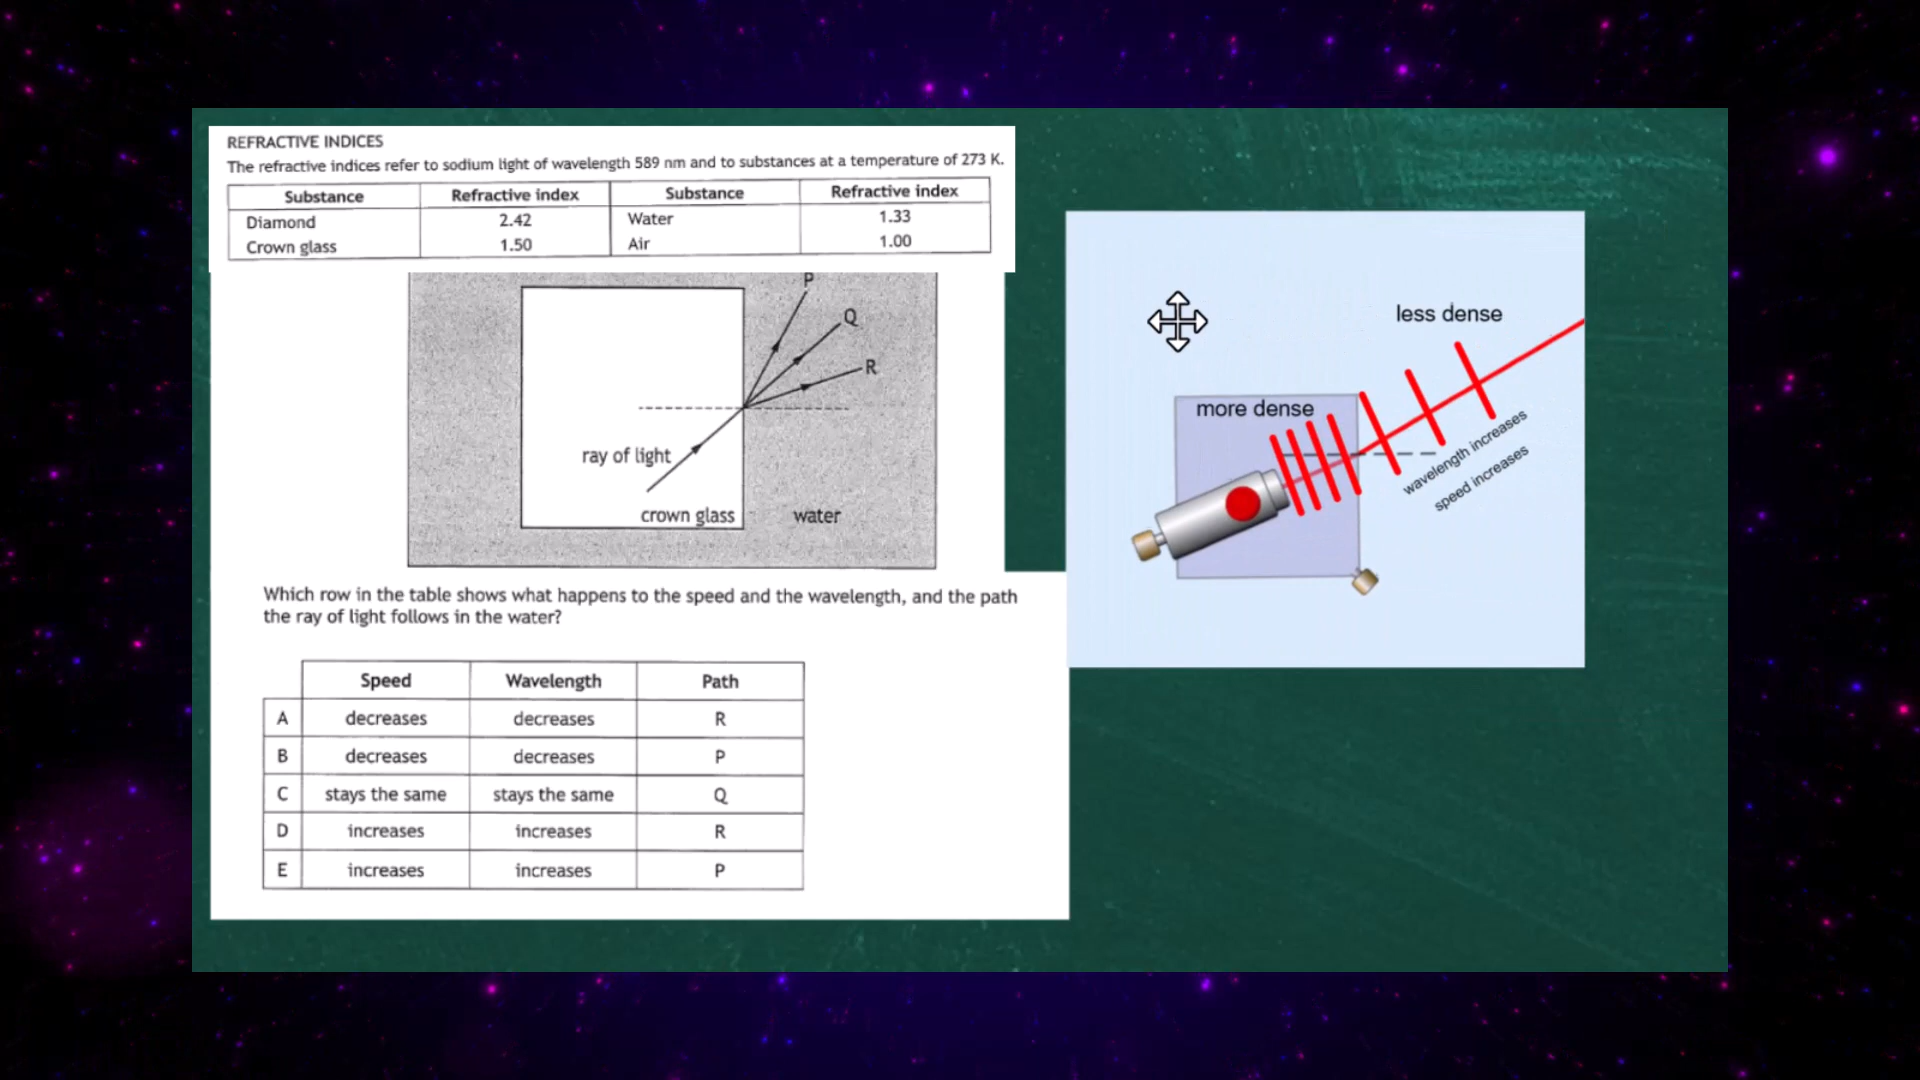 REFRACTIVE INDICES
The refractive indices refer to sodium light of wavelength 589 nm and to substances at a temperature of 273 K.
Substance Refractive index Substance Refractive index
Diamond 2.42 Water 1.33
Crown glass 1.50 Air 1.00
P
Q
R
ray of light
crown glass water
Which row in the table shows what happens to the speed and the wavelength, and the path
the ray of light follows in the water?
Speed Wavelength Path
A decreases decreases R
B decreases decreases P
C stays the same stays the same Q
D increases increases R
E increases increases P
less dense
more dense
wavelength increases
speed increases